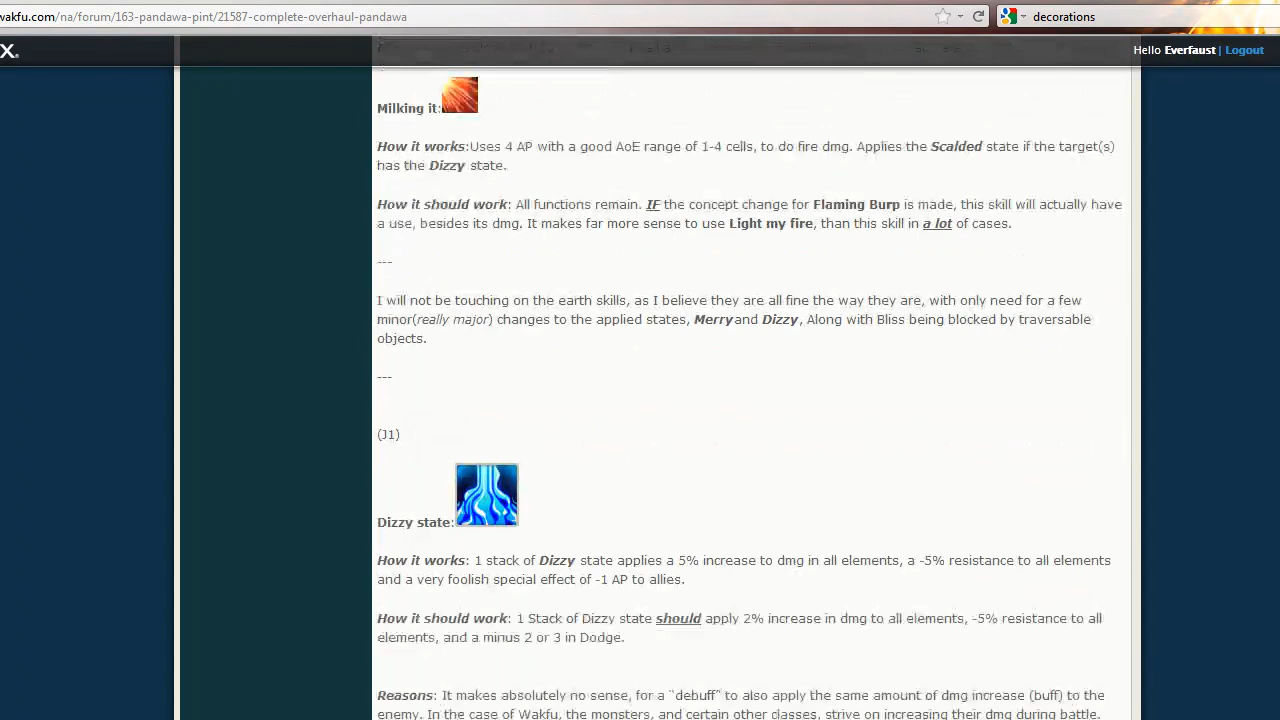 wakfu.com/na/forum/163-pandawa-pint/21587-complete-overhaul-pandawa
decorations
X.
Hello Everfaust | Logout
Milking it:
How it works:Uses 4 AP with a good AoE range of 1-4 cells, to do fire dmg. Applies the Scalded state if the target(s)
has the Dizzy state.
How it should work: All functions remain. IF the concept change for Flaming Burp is made, this skill will actually have
a use, besides its dmg. It makes far more sense to use Light my fire, than this skill in a lot of cases.
---
I will not be touching on the earth skills, as I believe they are all fine the way they are, with only need for a few
minor(really major) changes to the applied states, Merry and Dizzy, Along with Bliss being blocked by traversable
objects.
---
(J1)
Dizzy state:
How it works: 1 stack of Dizzy state applies a 5% increase to dmg in all elements, a -5% resistance to all elements
and a very foolish special effect of -1 AP to allies.
How it should work: 1 Stack of Dizzy state should apply 2% increase in dmg to all elements, -5% resistance to all
elements, and a minus 2 or 3 in Dodge.
Reasons: It makes absolutely no sense, for a "debuff" to also apply the same amount of dmg increase (buff) to the
enemy. In the case of Wakfu, the monsters, and certain other classes, strive on increasing their dmg during battle.